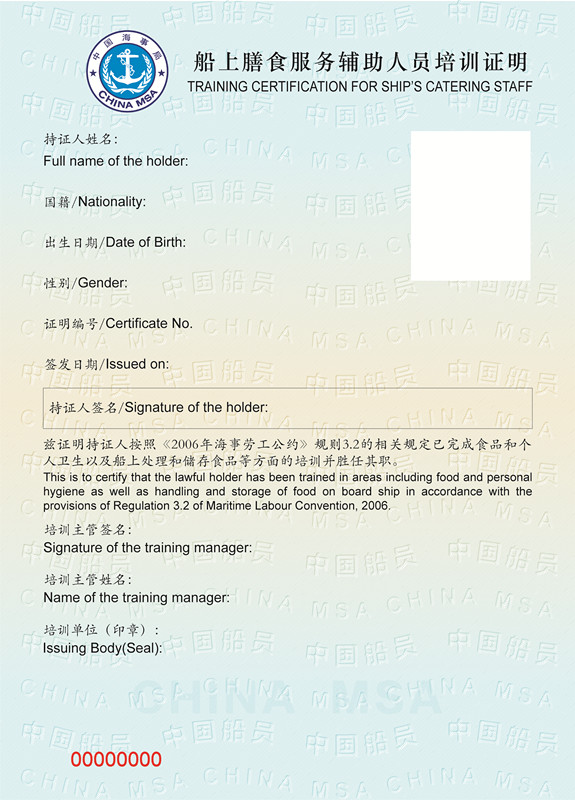 中国海事局
CHINA MSA
船上膳食服务辅助人员培训证明
TRAINING CERTIFICATION FOR SHIP'S CATERING STAFF
持证人姓名：
Full name of the holder:
国籍/Nationality:
出生日期/Date of Birth:
性别/Gender:
证明编号/Certificate No.
签发日期/Issued on:
持证人签名/Signature of the holder:
兹证明持证人按照《2006年海事劳工公约》规则3.2的相关规定已完成食品和个
人卫生以及船上处理和储存食品等方面的培训并胜任其职。
This is to certify that the lawful holder has been trained in areas including food and personal
hygiene as well as handling and storage of food on board ship in accordance with the
provisions of Regulation 3.2 of Maritime Labour Convention, 2006.
培训主管签名：
Signature of the training manager:
培训主管姓名：
Name of the training manager:
培训单位（印章）：
Issuing Body(Seal):
CHINA MSA
00000000